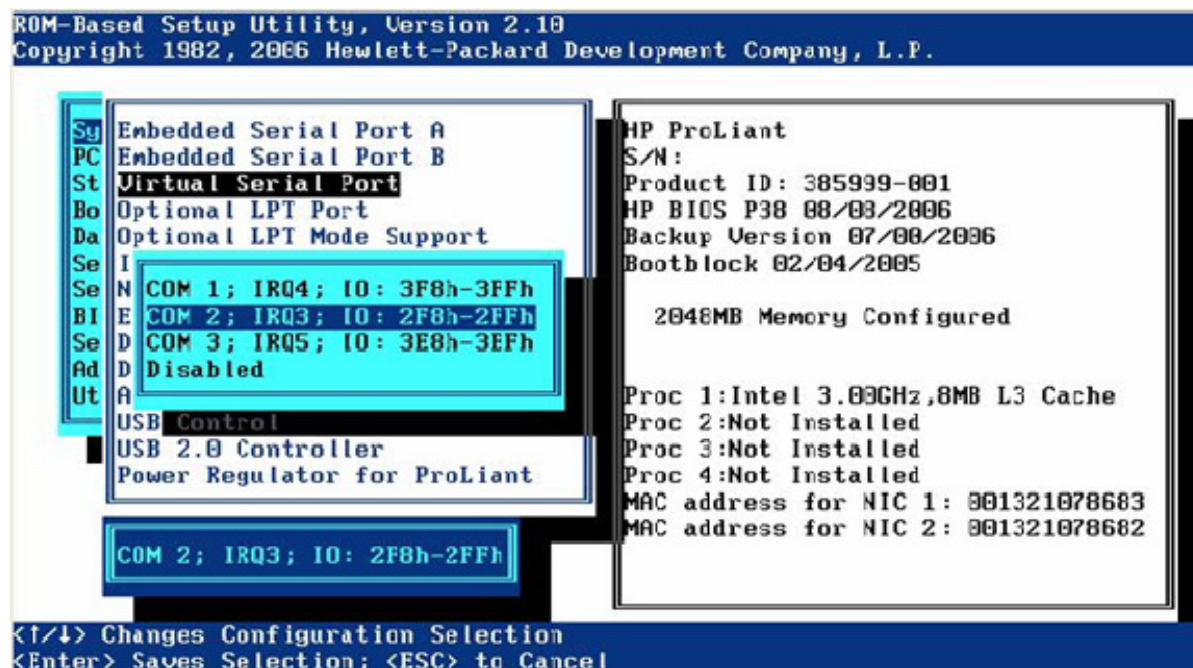 ROM-Based Setup Utility, Version 2.10
Copyright 1982, 2006 Hewlett-Packard Development Company, L.P.
Sy
PC
St
Bo
Da
Se
Se
BI
Se
Ad
Ut
Embedded Serial Port A
Embedded Serial Port B
Virtual Serial Port
Optional LPT Port
Optional LPT Mode Support
I
N
E
D
D
A
USB Control
USB 2.0 Controller
Power Regulator for ProLiant
COM 1; IRQ4; IO: 3F8h-3FFh
COM 2; IRQ3; IO: 2F8h-2FFh
COM 3; IRQ5; IO: 3E8h-3EFh
Disabled
COM 2; IRQ3; IO: 2F8h-2FFh
HP ProLiant
S/N:
Product ID: 385999-001
HP BIOS P38 08/08/2006
Backup Version
Bootblock 02/04/2005
2048MB Memory Configured
Proc 1:Intel 3.00GHz,8MB L3 Cache
Proc 2:Not Installed
Proc 3:Not Installed
Proc 4:Not Installed
MAC address for NIC 1: 001321078683
MAC address for NIC 2: 001321078682
<↑/↓> Changes Configuration Selection
<Enter> Saves Selection; <ESC> to Cancel